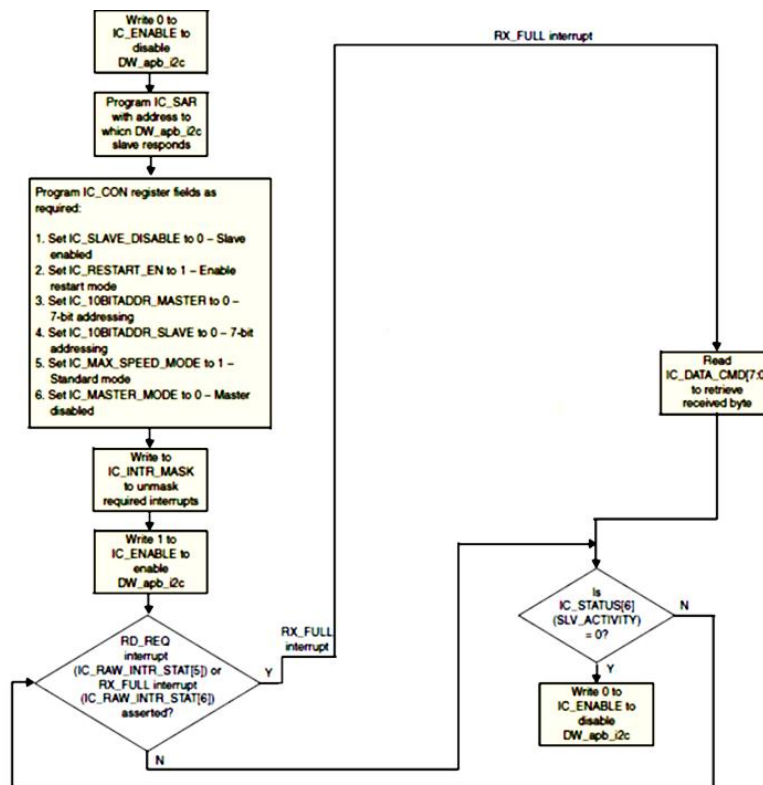 Write 0 to
IC_ENABLE to
disable
DW_apb_i2c
RX_FULL interrupt
Program IC_SAR
with address to
which DW_apb_i2c
slave responds
Program IC_CON register fields as
required:
1. Set IC_SLAVE_DISABLE to 0 – Slave
enabled
2. Set IC_RESTART_EN to 1 – Enable
restart mode
3. Set IC_10BITADDR_MASTER to 0 –
7-bit addressing
4. Set IC_10BITADDR_SLAVE to 0 – 7-bit
addressing
5. Set IC_MAX_SPEED_MODE to 1 –
Standard mode
6. Set IC_MASTER_MODE to 0 – Master
disabled
Read
IC_DATA_CMD[7:0
to retrieve
received byte
Write to
IC_INTR_MASK
to unmask
required interrupts
Write 1 to
IC_ENABLE to
enable
DW_apb_i2c
Is
IC_STATUS[6]
(SLV_ACTIVITY)
= 0?
N
Y
RX_FULL
interrupt
RD_REQ
interrupt
(IC_RAW_INTR_STAT[5]) or
RX_FULL interrupt
(IC_RAW_INTR_STAT[6])
asserted?
Y
N
Write 0 to
IC_ENABLE to
disable
DW_apb_i2c